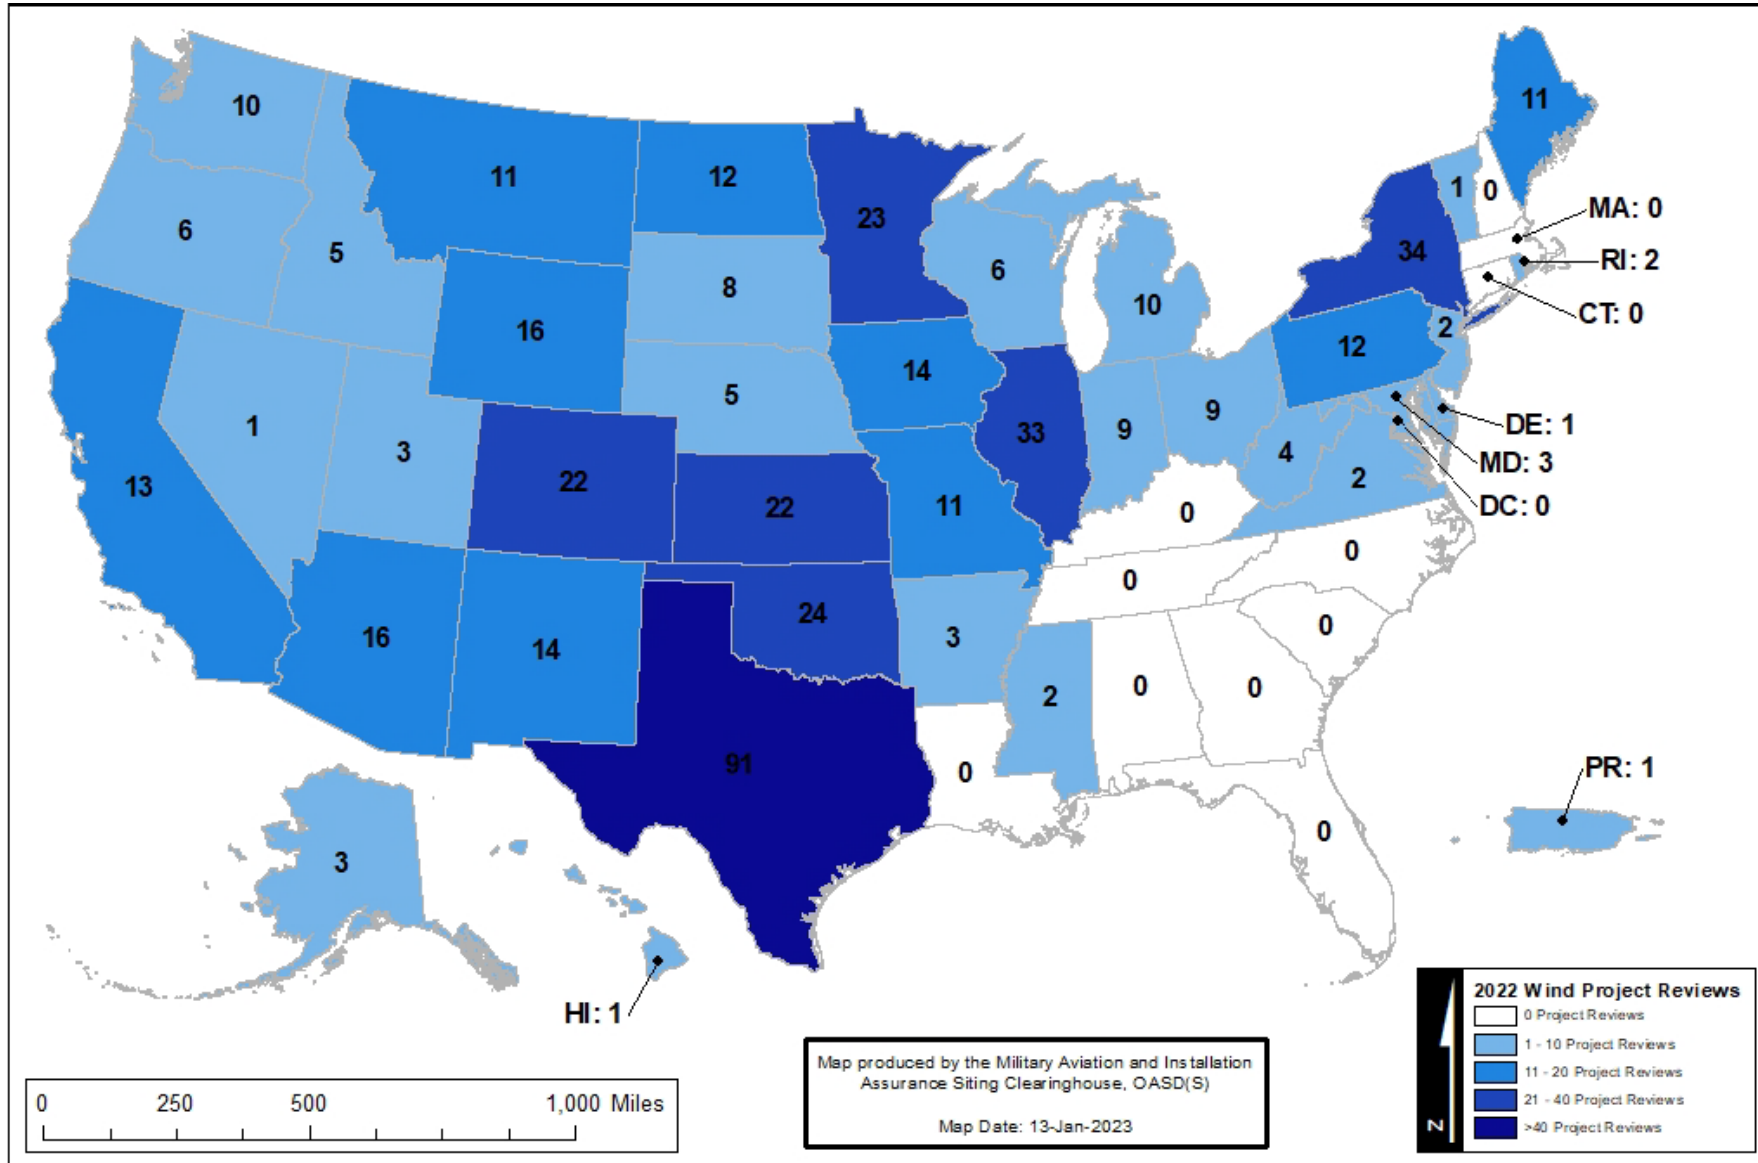 11
10
11
12
23
1
0
MA: 0
6
5
34
RI: 2
8
6
10
CT: 0
16
2
14
12
5
1
3
9
9
DE: 1
33
4
MD: 3
13
22
22
11
2
DC: 0
0
0
0
24
3
0
16
14
2
0
0
91
0
PR: 1
0
3
HI: 1
2022 Wind Project Reviews
0 Project Reviews
1 - 10 Project Reviews
11 - 20 Project Reviews
21 - 40 Project Reviews
>40 Project Reviews
N
Map produced by the Military Aviation and Installation
Assurance Siting Clearinghouse, OASD(S)
Map Date: 13-Jan-2023
0 250 500 1,000 Miles